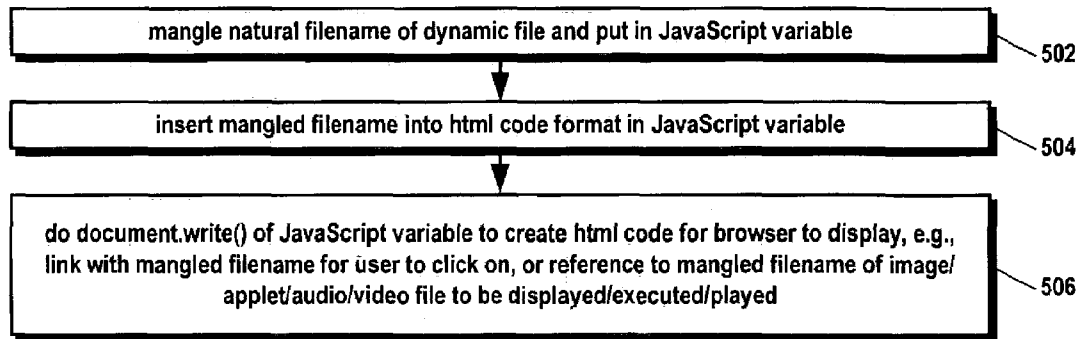 mangle natural filename of dynamic file and put in JavaScript variable
502
insert mangled filename into html code format in JavaScript variable
504
do document.write() of JavaScript variable to create html code for browser to display, e.g.,
link with mangled filename for user to click on, or reference to mangled filename of image/
applet/audio/video file to be displayed/executed/played
506